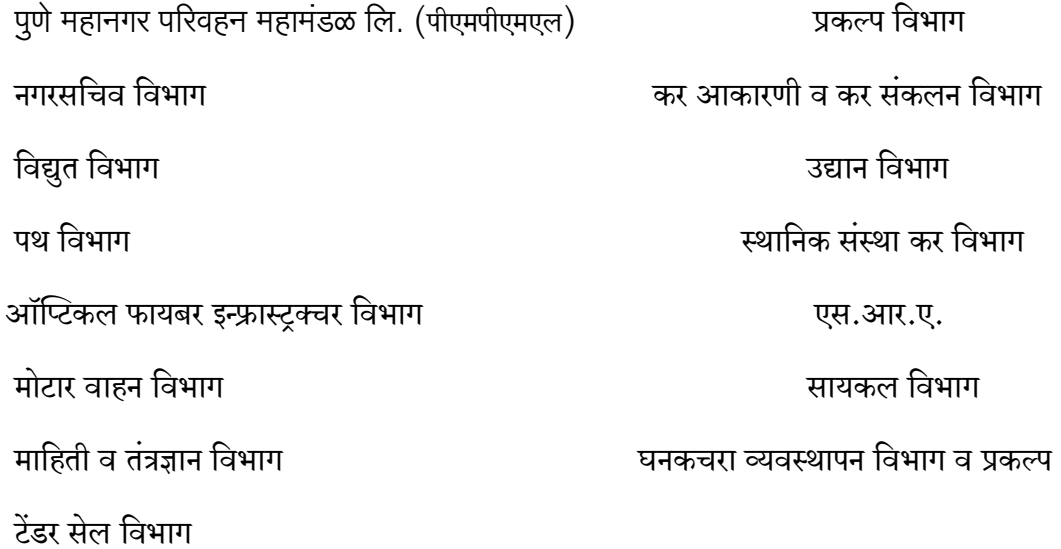 पुणे महानगर परिवहन महामंडळ लि. (पीएमपीएमएल) प्रकल्प विभाग
नगरसचिव विभाग कर आकारणी व कर संकलन विभाग
विद्युत विभाग उद्यान विभाग
पथ विभाग स्थानिक संस्था कर विभाग
ऑप्टिकल फायबर इन्फ्रास्ट्रक्चर विभाग एस.आर.ए.
मोटार वाहन विभाग सायकल विभाग
माहिती व तंत्रज्ञान विभाग घनकचरा व्यवस्थापन विभाग व प्रकल्प
टेंडर सेल विभाग